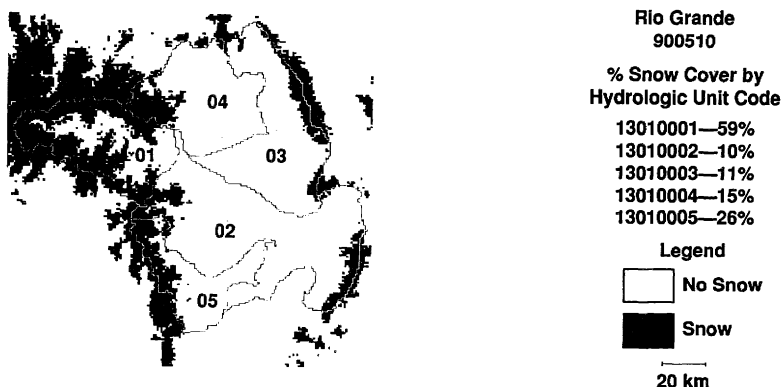 04
01
03
02
05
Rio Grande
900510
% Snow Cover by
Hydrologic Unit Code
13010001—59%
13010002—10%
13010003—11%
13010004—15%
13010005—26%
Legend
No Snow
Snow
20 km